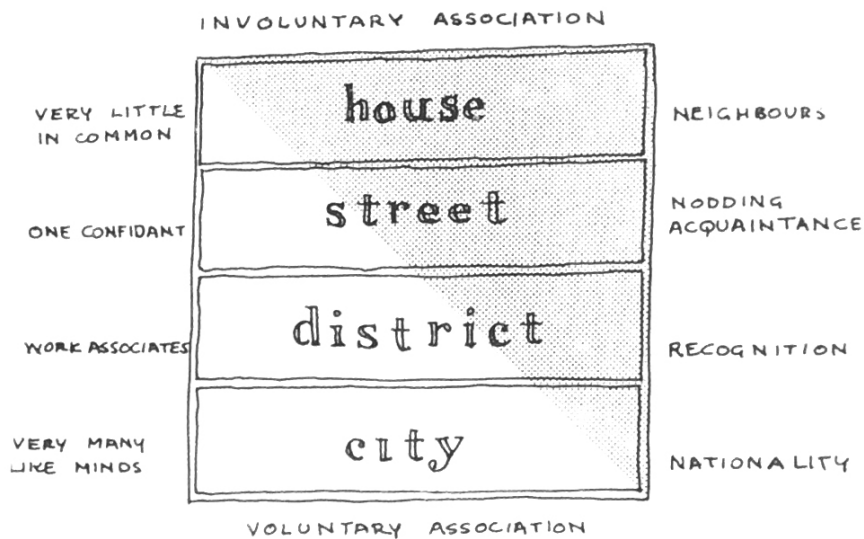 INVOLUNTARY ASSOCIATION
VERY LITTLE
IN COMMON
house
NEIGHBOURS
ONE CONFIDANT
street
NODDING
ACQUAINTANCE
WORK ASSOCIATES
district
RECOGNITION
VERY MANY
LIKE MINDS
city
NATIONALITY
VOLUNTARY ASSOCIATION